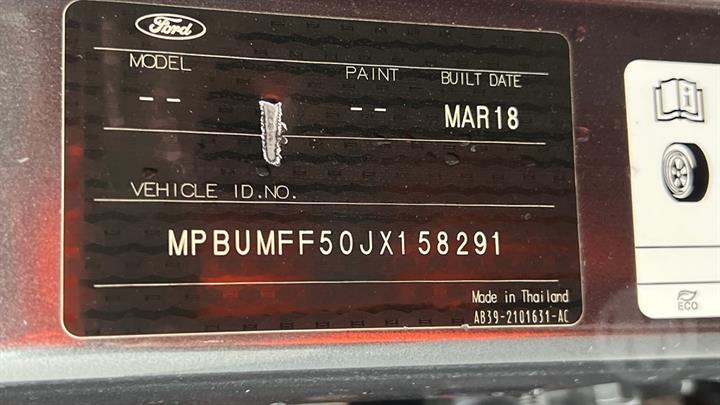 Ford
MODEL PAINT BUILT DATE
-- -- MAR18
VEHICLE ID.NO.
MPBUMFF50JX158291
Made in Thailand
AB39-2101631-AC
i
ECO